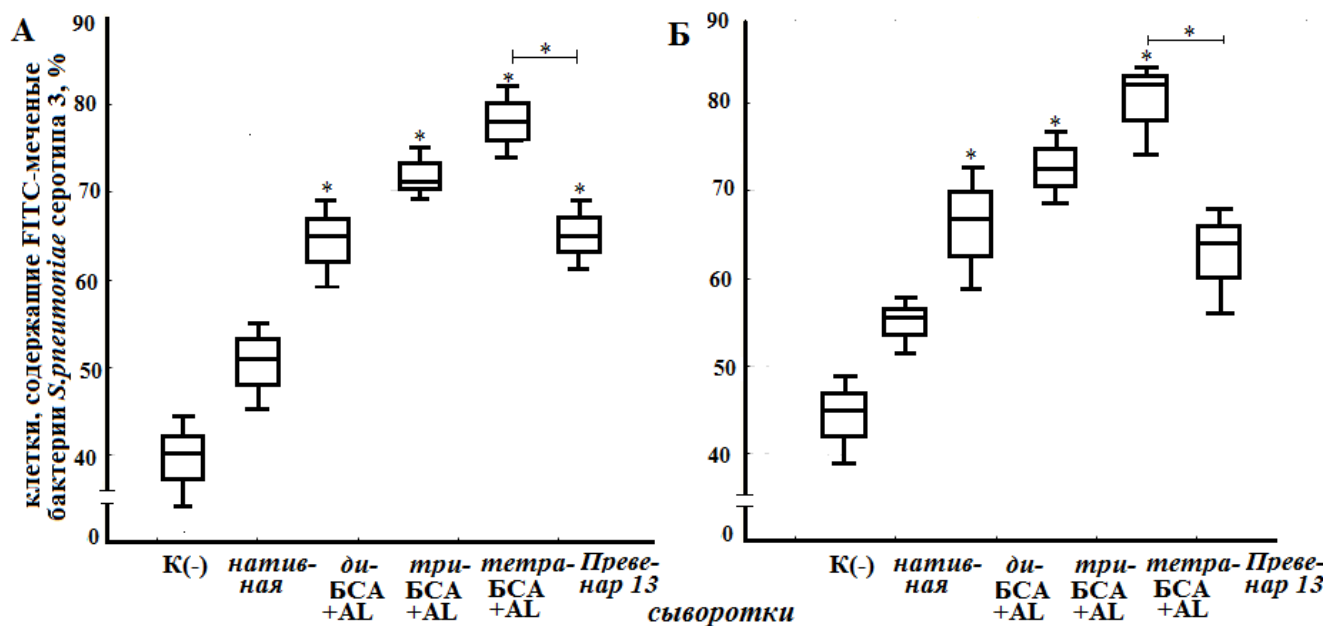 А
клетки, содержащие FITC-меченые
бактерии S.pneumoniae серотипа 3, %
90
80
70
60
50
40
0
*
*
*
*
*
К(-)
натив-
ная
ди-
БСА
+AL
три-
БСА
+AL
тетра-
БСА
+AL
Преве-
нар 13
Б
90
80
70
60
50
40
0
*
*
*
*
К(-)
натив-
ная
ди-
БСА
+AL
три-
БСА
+AL
тетра-
БСА
+AL
Преве-
нар 13
сыворотки